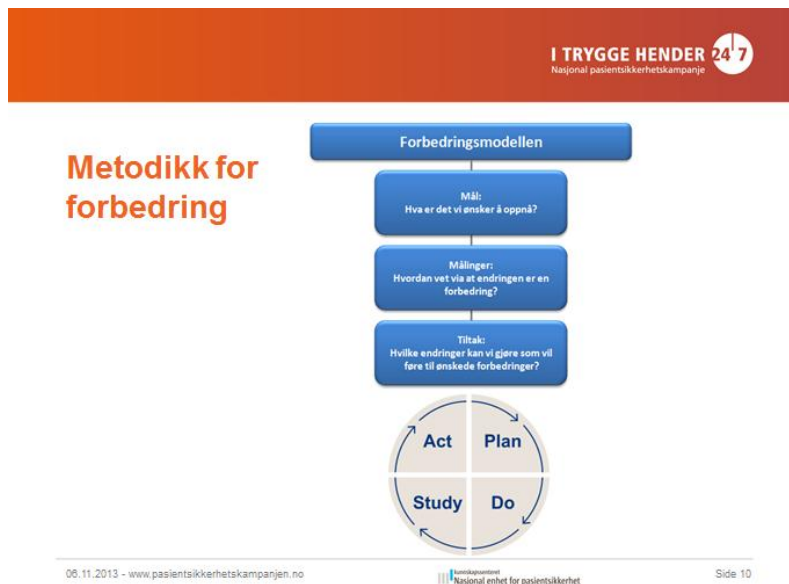 I TRYGGE HENDER 24 7
Nasjonal pasientsikkerhetskampanje
Metodikk for
forbedring
Forbedringsmodellen
Mål:
Hva er det vi ønsker å oppnå?
Målinger:
Hvordan vet via at endringen er en
forbedring?
Tiltak:
Hvilke endringer kan vi gjøre som vil
føre til ønskede forbedringer?
Act
Plan
Study
Do
06.11.2013 - www.pasientsikkerhetskampanjen.no
kunnskapssenteret
Nasjonal enhet for pasientsikkerhet
Side 10